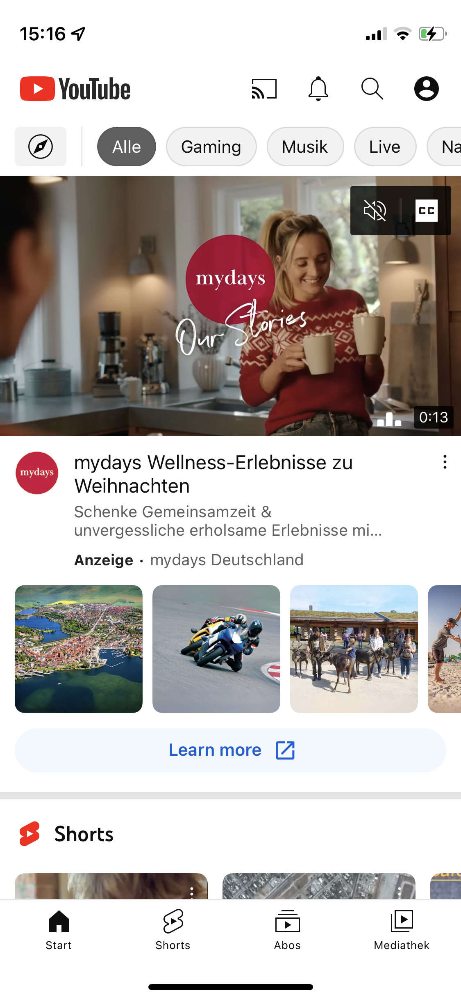 15:16
YouTube
Alle
Gaming
Musik
Live
Na
CC
mydays
Our Stories
0:13
mydays
mydays Wellness-Erlebnisse zu
Weihnachten
Schenke Gemeinsamzeit &
unvergessliche erholsame Erlebnisse mi...
Anzeige · mydays Deutschland
Learn more
Shorts
Start
Shorts
Abos
Mediathek